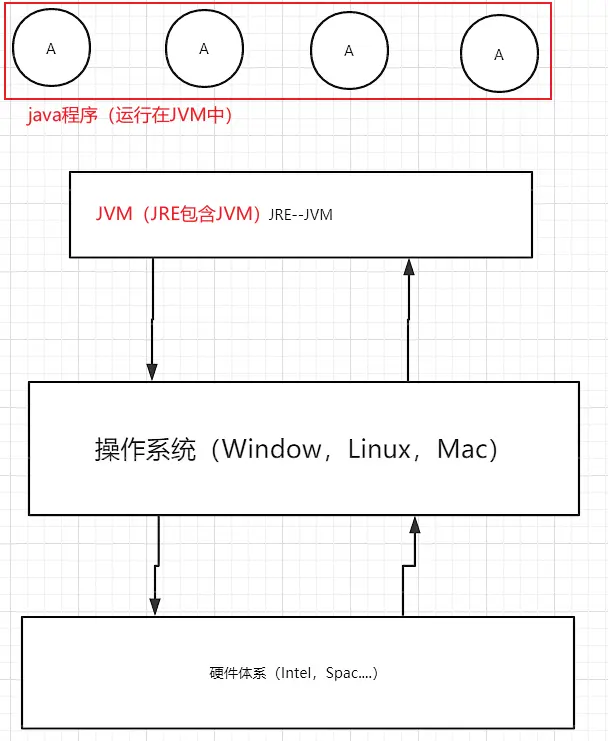 A A A A
java程序（运行在JVM中）
JVM（JRE包含JVM）JRE--JVM
操作系统（Window，Linux，Mac）
硬件体系（Intel，Spac....）